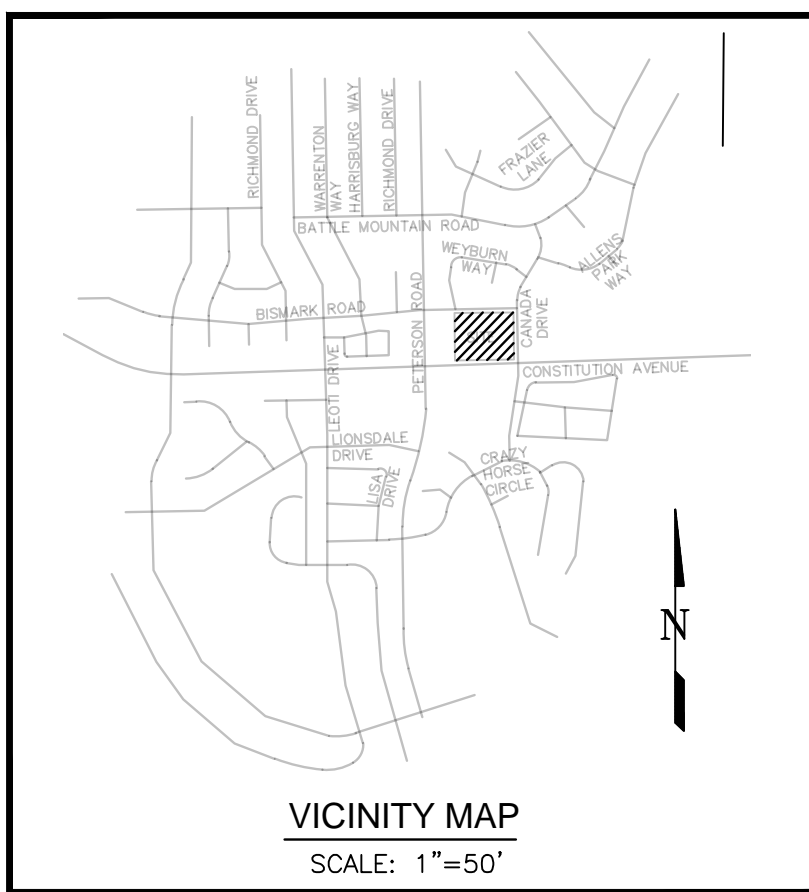 RICHMOND DRIVE
WARRENTON
WAY
HARRISBURG WAY
RICHMOND DRIVE
FRAZIER
LANE
BATTLE MOUNTAIN ROAD
WEYBURN
WAY
ALLENS
PARK
WAY
BISMARK ROAD
PETERSON ROAD
CANADA
DRIVE
LEOTI DRIVE
CONSTITUTION AVENUE
LIONSDALE
DRIVE
LISA
DRIVE
CRAZY
HORSE
CIRCLE
N
VICINITY MAP
SCALE: 1"=50'